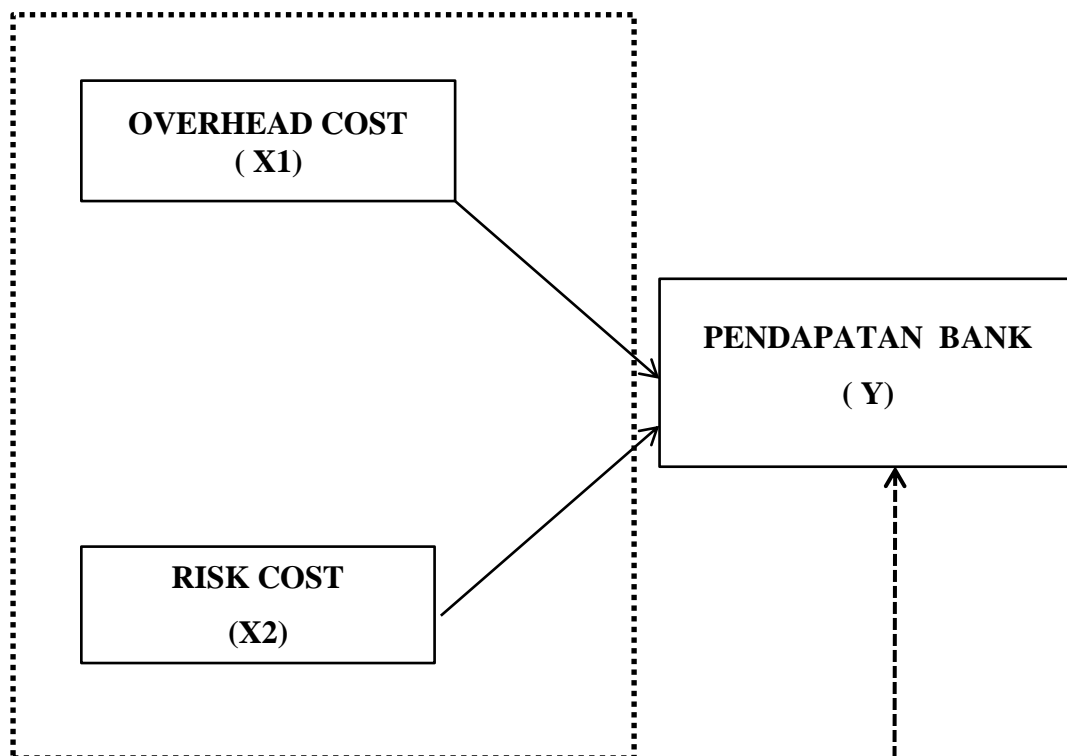 OVERHEAD COST
( X1)
PENDAPATAN BANK
( Y)
RISK COST
(X2)